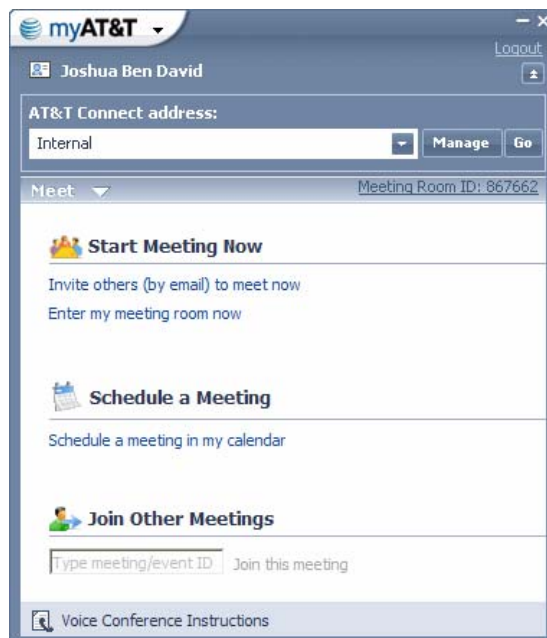 myAT&T
Logout
Joshua Ben David
AT&T Connect address:
Internal
Manage
Go
Meet
Meeting Room ID: 867662
Start Meeting Now
Invite others (by email) to meet now
Enter my meeting room now
Schedule a Meeting
Schedule a meeting in my calendar
Join Other Meetings
Type meeting/event ID
Join this meeting
Voice Conference Instructions